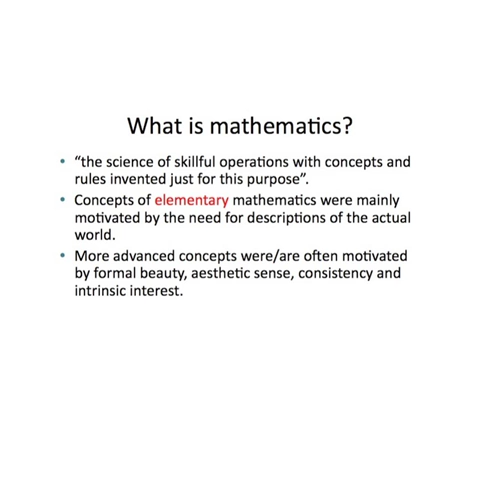 What is mathematics?
• “the science of skillful operations with concepts and
rules invented just for this purpose”.
• Concepts of elementary mathematics were mainly
motivated by the need for descriptions of the actual
world.
• More advanced concepts were/are often motivated
by formal beauty, aesthetic sense, consistency and
intrinsic interest.